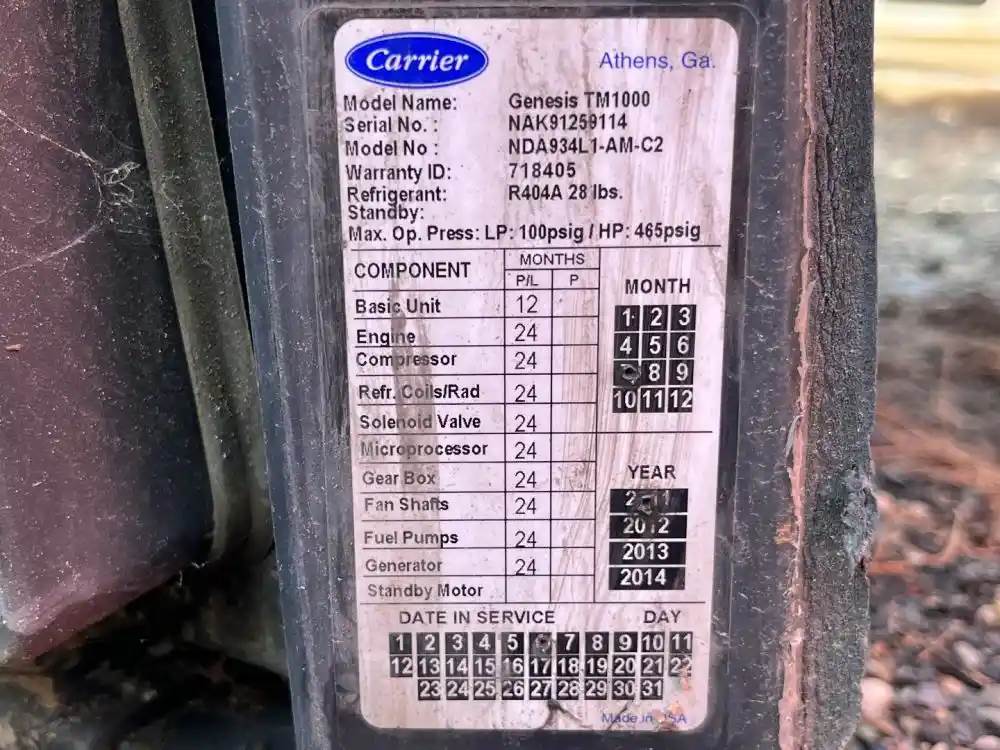 Carrier
Athens, Ga.
Model Name: Genesis TM1000
Serial No. : NAK91259114
Model No : NDA934L1-AM-C2
Warranty ID: 718405
Refrigerant: R404A 28 lbs.
Standby:
Max. Op. Press: LP: 100psig / HP: 465psig
COMPONENT
MONTHS
P/L P
Basic Unit 12
Engine 24
Compressor 24
Refr. Coils/Rad 24
Solenoid Valve 24
Microprocessor 24
Gear Box 24
Fan Shafts 24
Fuel Pumps 24
Generator 24
Standby Motor
MONTH
1 2 3
4 5 6
8 9
10 11 12
YEAR
2011
2012
2013
2014
DATE IN SERVICE DAY
1 2 3 4 5 7 8 9 10 11
12 13 14 15 16 17 18 19 20 21 22
23 24 25 26 27 28 29 30 31
Made in USA